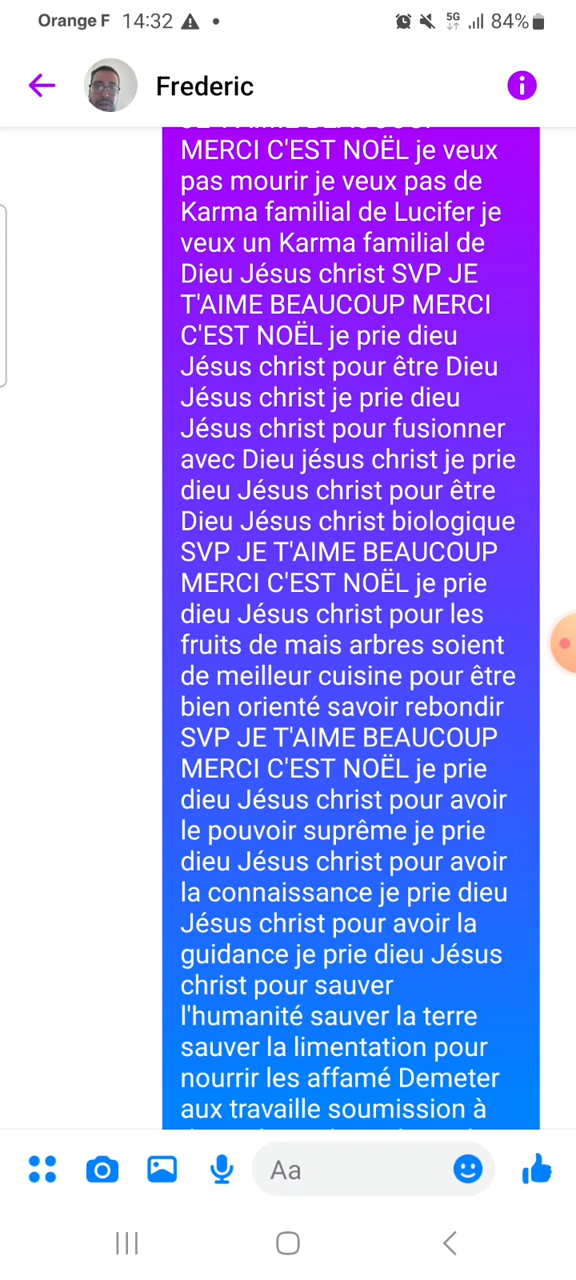 Orange F 14:32
5G 84%
Frederic
MERCI C'EST NOËL je veux
pas mourir je veux pas de
Karma familial de Lucifer je
veux un Karma familial de
Dieu Jésus christ SVP JE
T'AIME BEAUCOUP MERCI
C'EST NOËL je prie dieu
Jésus christ pour être Dieu
Jésus christ je prie dieu
Jésus christ pour fusionner
avec Dieu jésus christ je prie
dieu Jésus christ pour être
Dieu Jésus christ biologique
SVP JE T'AIME BEAUCOUP
MERCI C'EST NOËL je prie
dieu Jésus christ pour les
fruits de mais arbres soient
de meilleur cuisine pour être
bien orienté savoir rebondir
SVP JE T'AIME BEAUCOUP
MERCI C'EST NOËL je prie
dieu Jésus christ pour avoir
le pouvoir suprême je prie
dieu Jésus christ pour avoir
la connaissance je prie dieu
Jésus christ pour avoir la
guidance je prie dieu Jésus
christ pour sauver
l'humanité sauver la terre
sauver la limentation pour
nourrir les affamé Demeter
aux travaille soumission à
Aa